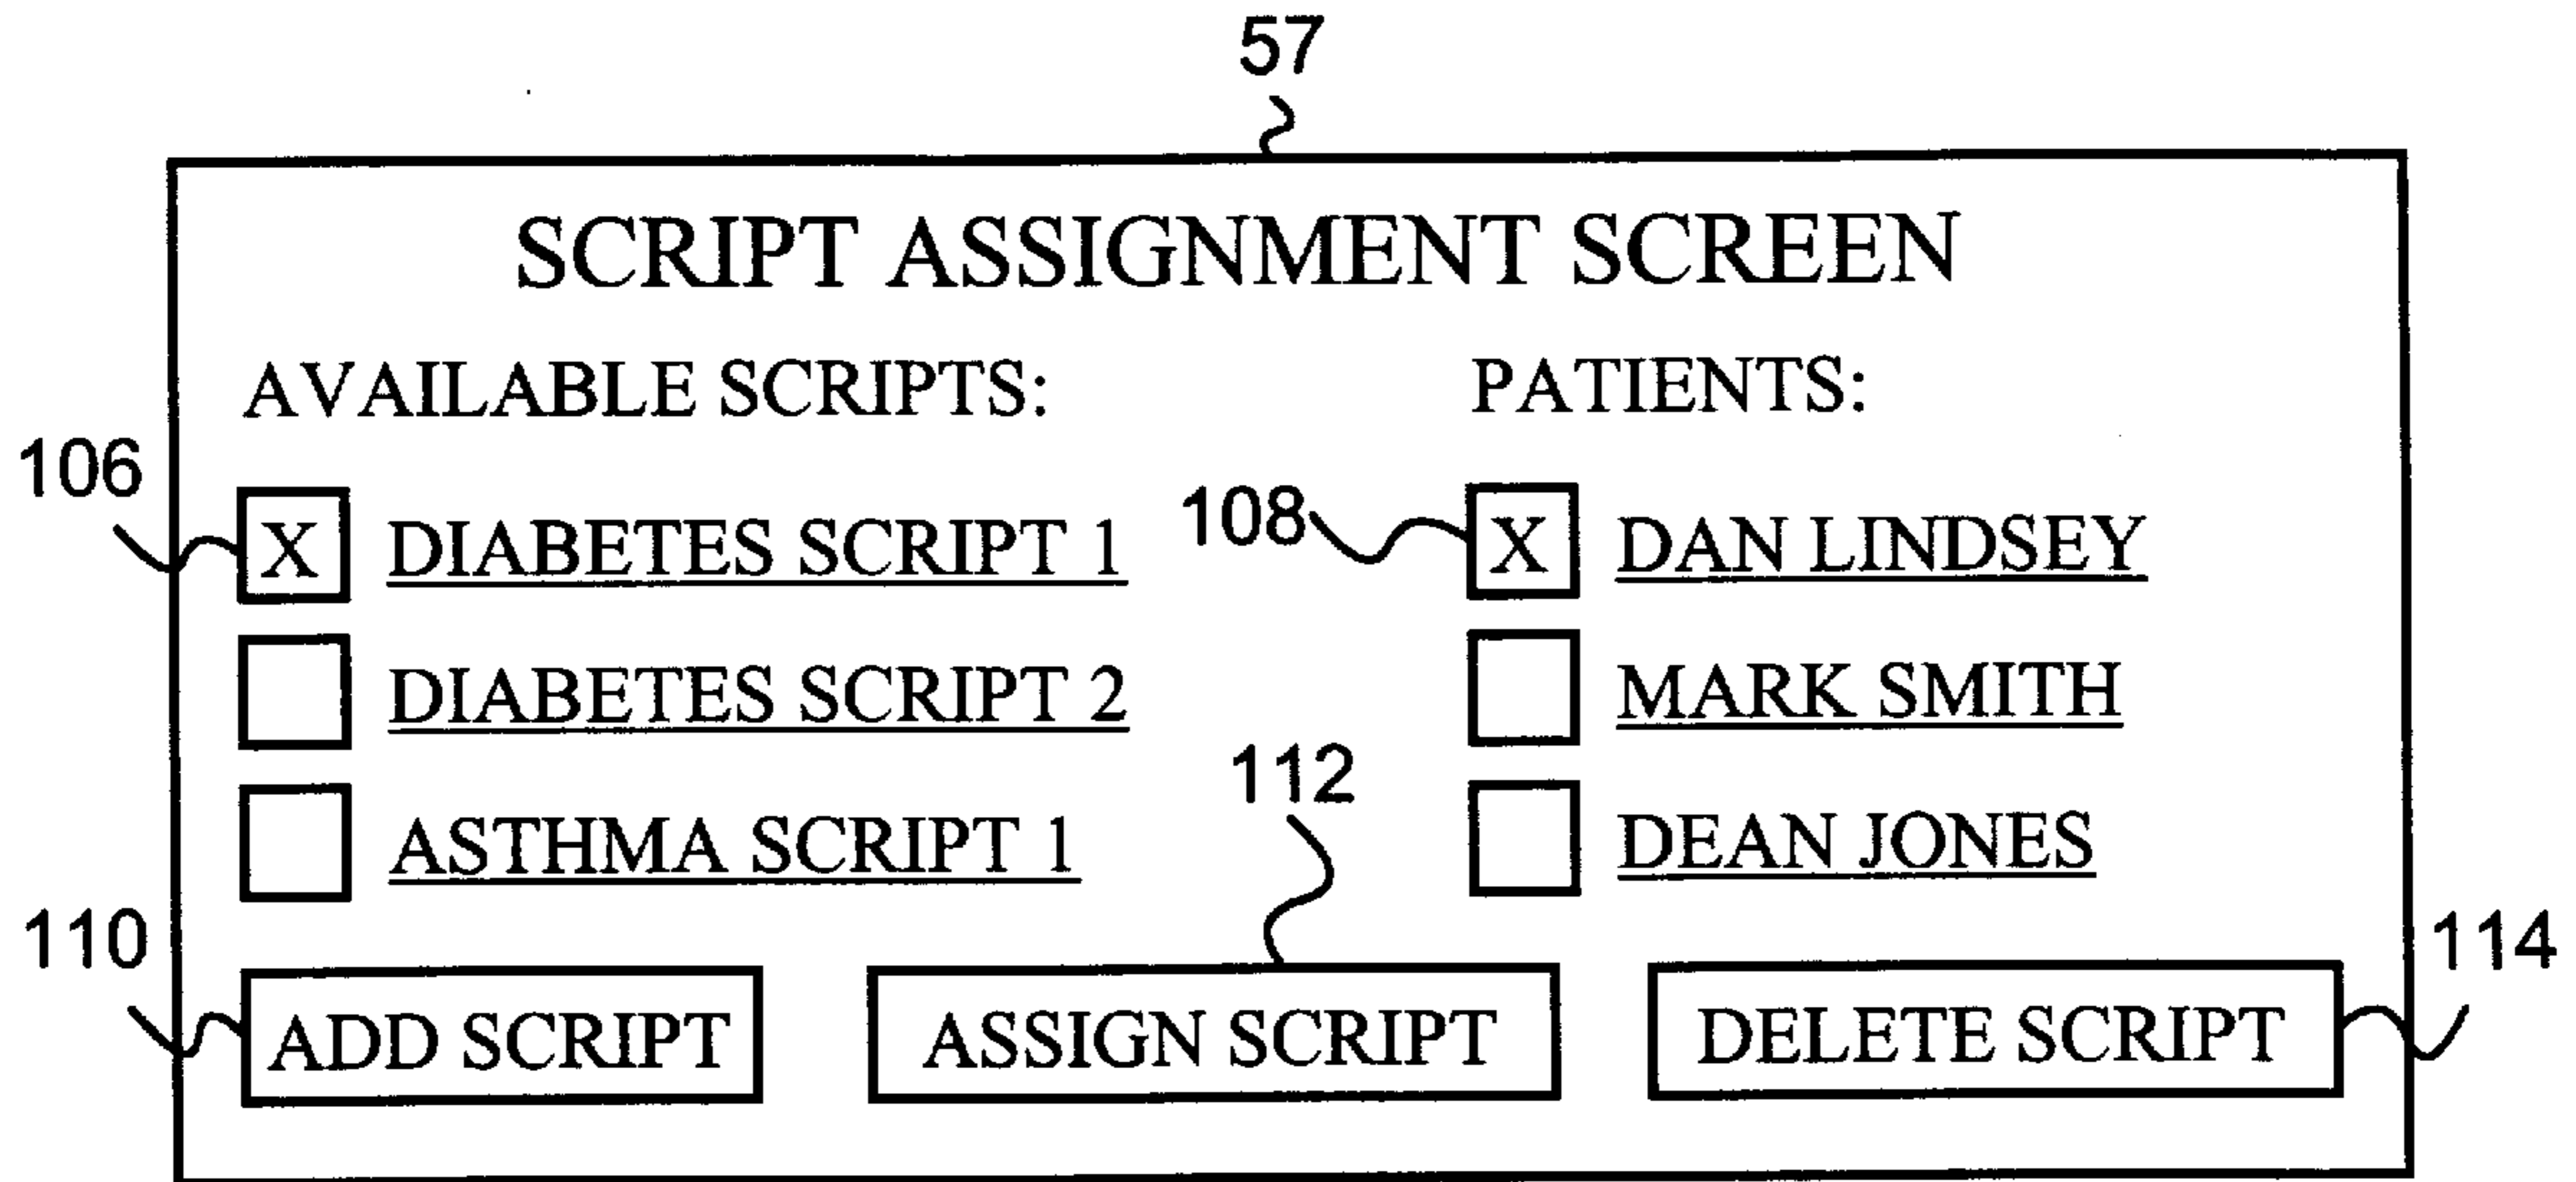 57
SCRIPT ASSIGNMENT SCREEN
AVAILABLE SCRIPTS: PATIENTS:
106 X DIABETES SCRIPT 1 108 X DAN LINDSEY
DIABETES SCRIPT 2 MARK SMITH
112
ASTHMA SCRIPT 1 DEAN JONES
110 114
ADD SCRIPT ASSIGN SCRIPT DELETE SCRIPT